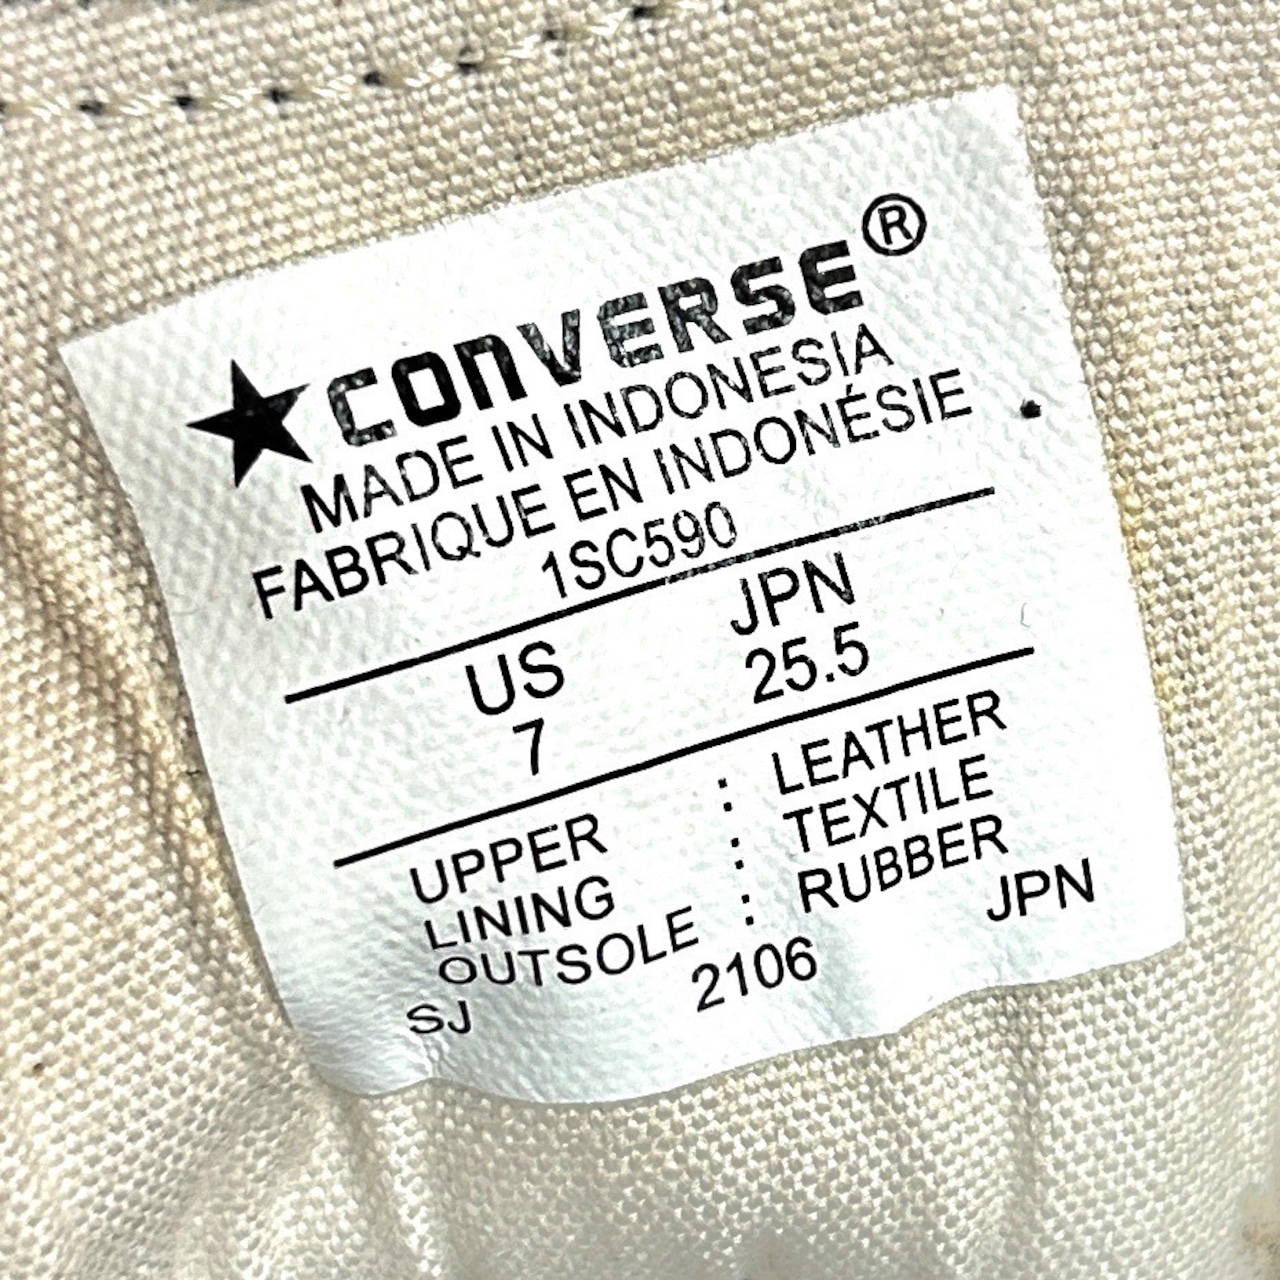 ★CONVERSE®
MADE IN INDONESIA
FABRIQUE EN INDONÉSIE
1SC590
US JPN
7 25.5
UPPER : LEATHER
LINING : TEXTILE
OUTSOLE : RUBBER
SJ 2106 JPN